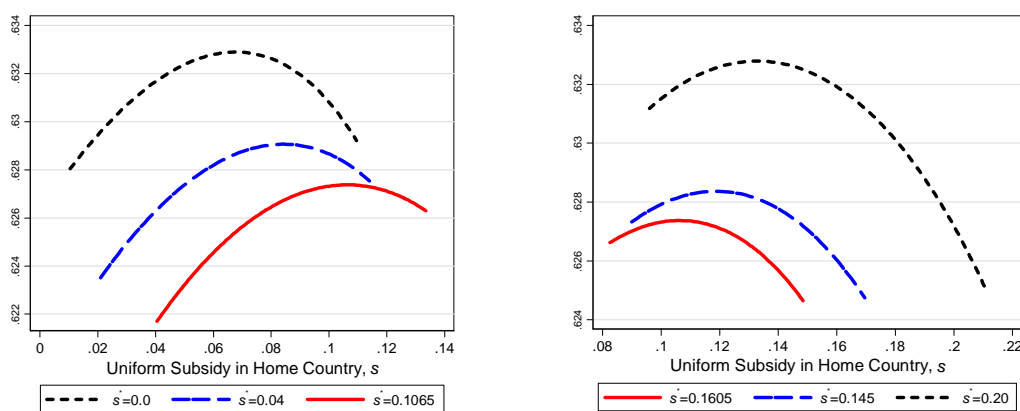 .634
.632
.63
.628
.626
.624
.622
0 .02 .04 .06 .08 .1 .12 .14
Uniform Subsidy in Home Country, s
s*=0.0 s*=0.04 s*=0.1065
.634
.632
.63
.628
.626
.624
.08 .1 .12 .14 .16 .18 .2 .22
Uniform Subsidy in Home Country, s
s*=0.1605 s*=0.145 s*=0.20